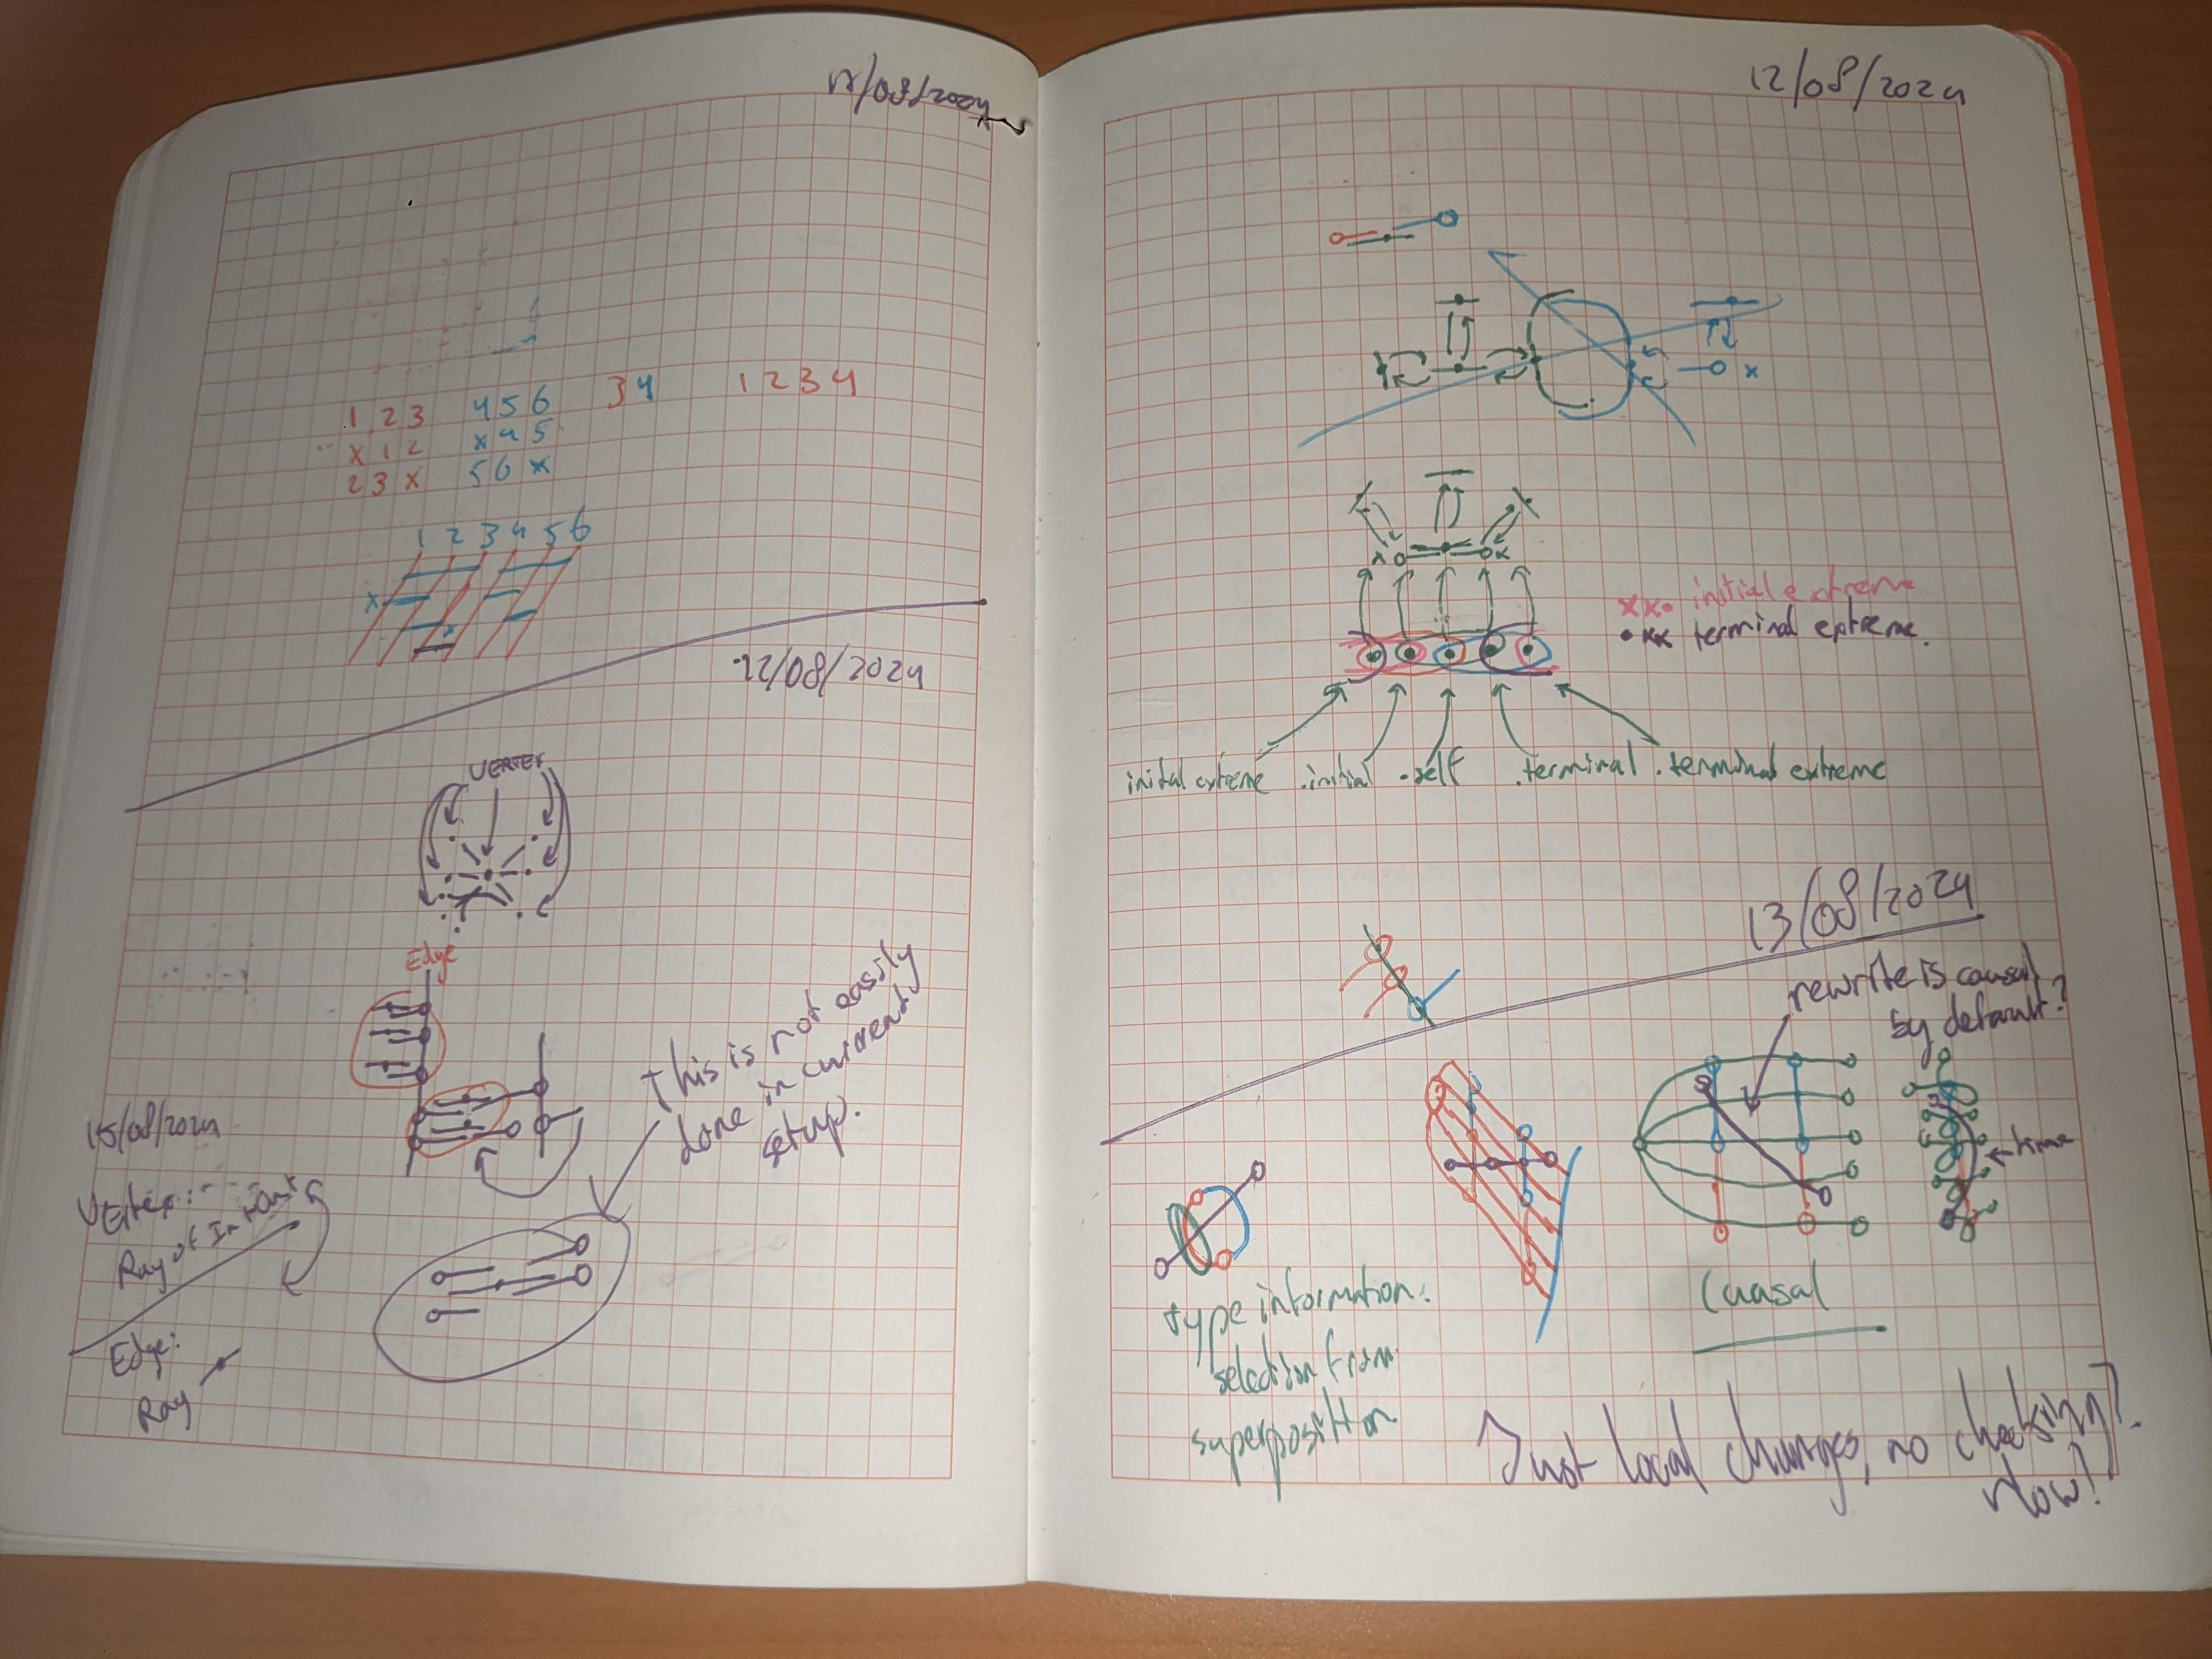 12/08/2024
1 2 3 4 5 6 3 4 1 2 3 4
x 1 2 x 4 5
2 3 x 5 6 x
1 2 3 4 5 6
x
12/08/2024
VERTEX
Edge
This is not easily
done in current
setup.
15/08/2024
Vertex:
Ray of
Edge:
Ray
12/08/2024
x
x x
xx• initial extreme
•xx terminal extreme.
inital extreme .initial .self .terminal .terminal extreme
13/08/2024
rewrite is causal
by default?
time
type information:
selection from
superposition.
Cuasal
Just local changes, no checking?
How!